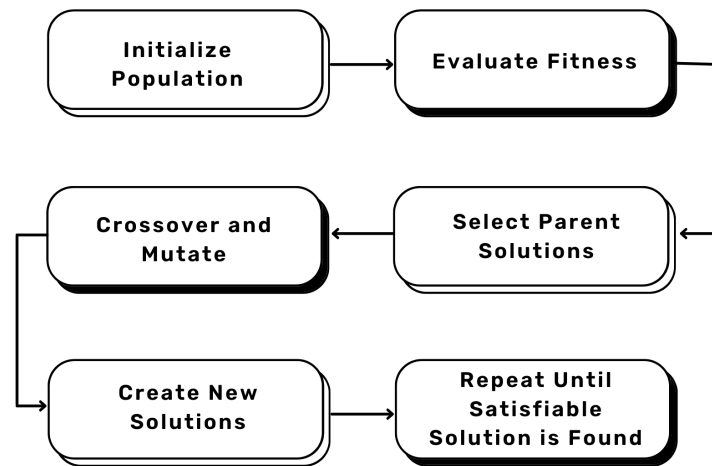 Initialize
Population
Evaluate Fitness
Select Parent
Solutions
Crossover and
Mutate
Create New
Solutions
Repeat Until
Satisfiable
Solution is Found